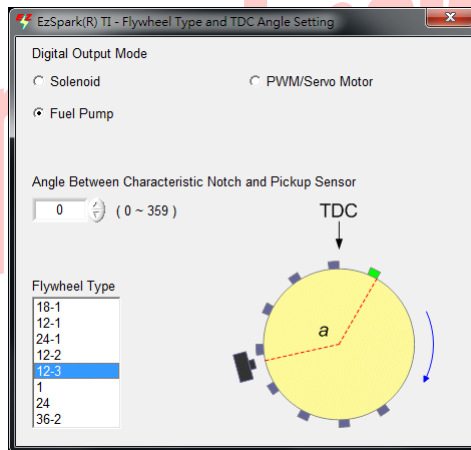 EzSpark(R) TI - Flywheel Type and TDC Angle Setting
Digital Output Mode
Solenoid
PWM/Servo Motor
Fuel Pump
Angle Between Characteristic Notch and Pickup Sensor
0 ( 0 ~ 359 )
TDC
Flywheel Type
18-1
12-1
24-1
12-2
12-3
1
24
36-2
a